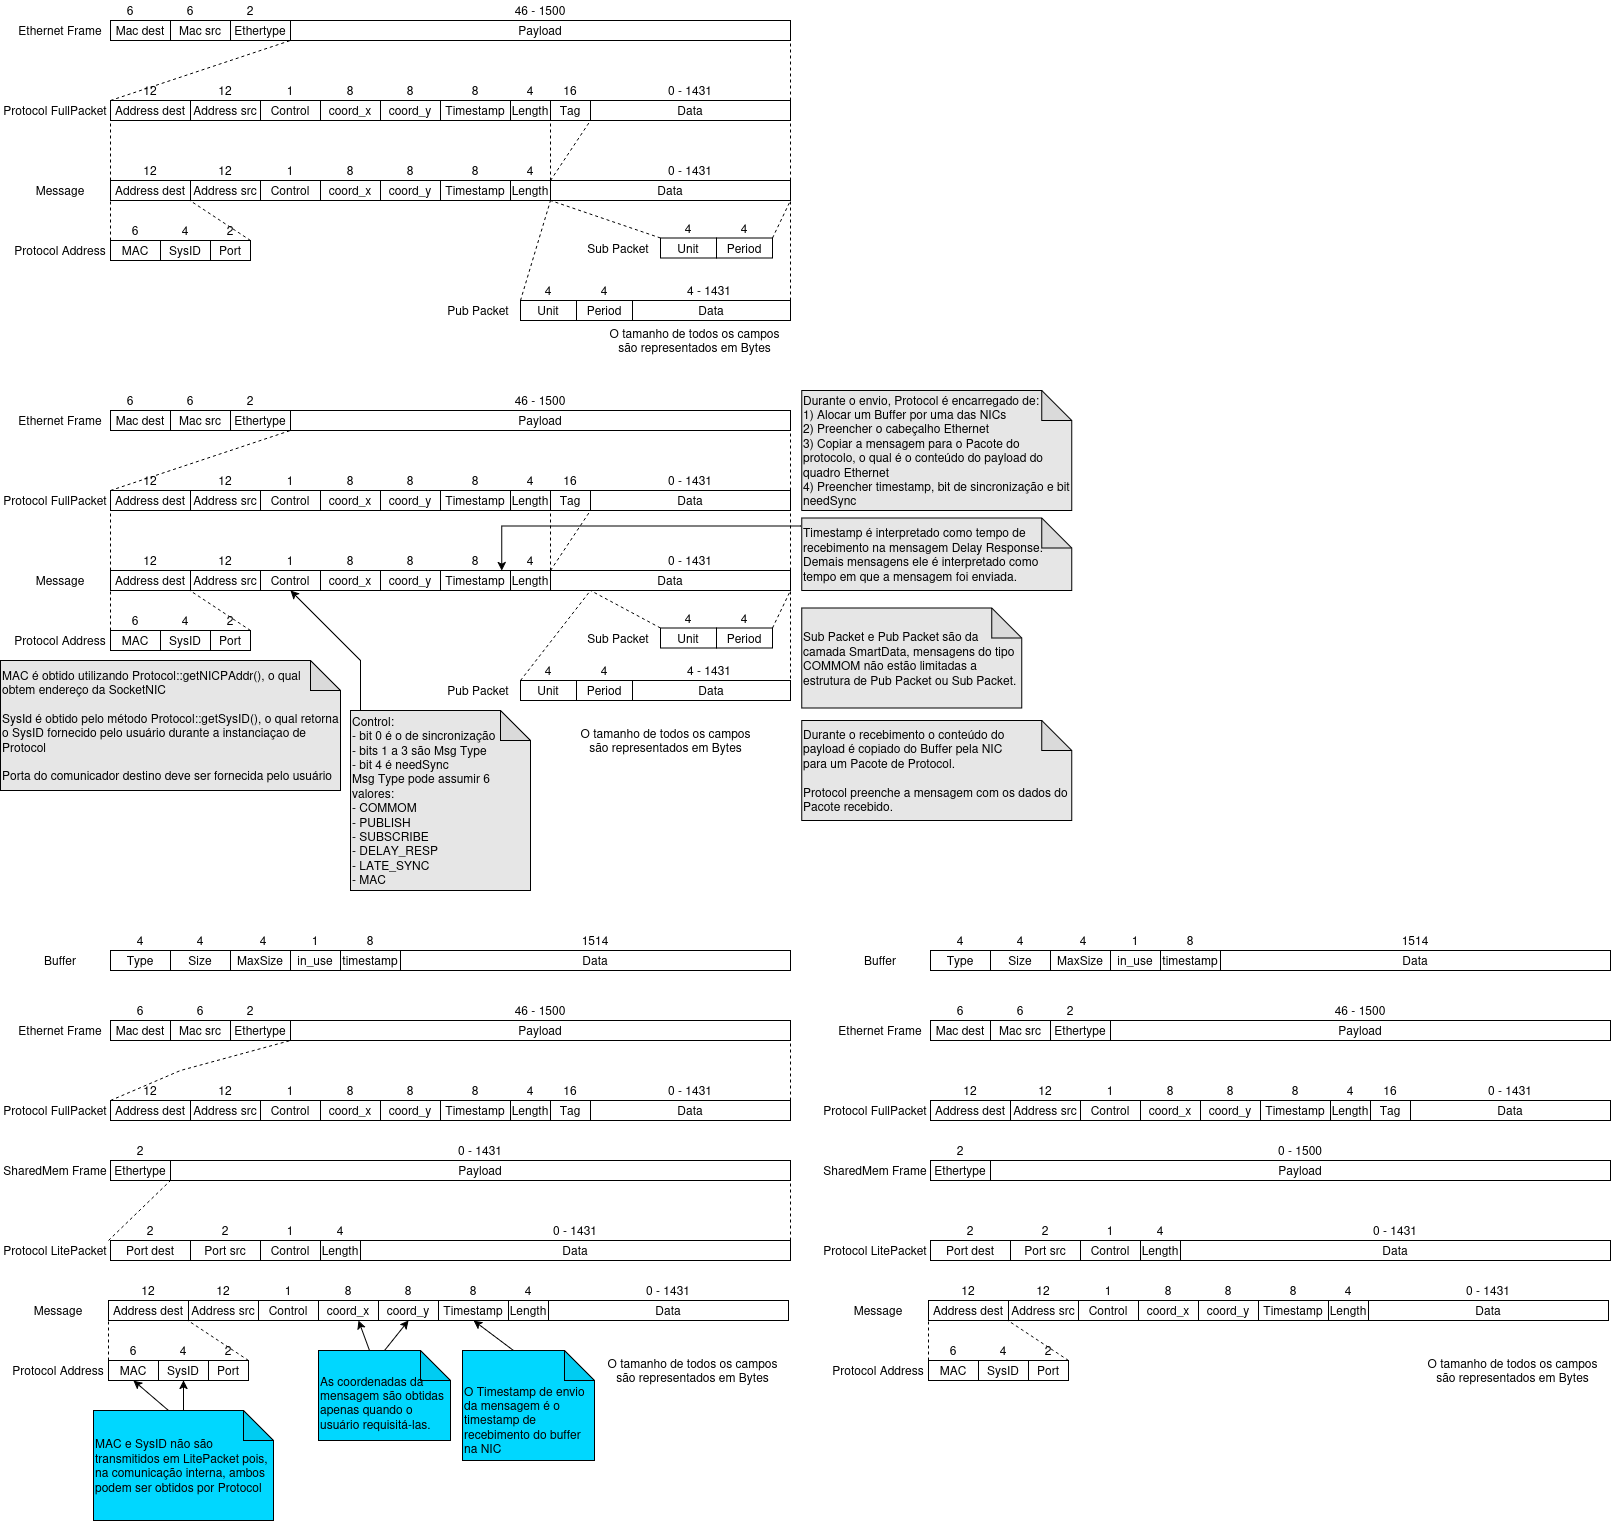 6 6 2 46 - 1500
Ethernet Frame Mac dest Mac src Ethertype Payload
12 12 1 8 8 8 4 16 0 - 1431
Protocol FullPacket Address dest Address src Control coord_x coord_y Timestamp Length Tag Data
12 12 1 8 8 8 4 0 - 1431
Message Address dest Address src Control coord_x coord_y Timestamp Length Data
6 4 2
Protocol Address MAC SysID Port
4 4
Sub Packet Unit Period
4 4 4 - 1431
Pub Packet Unit Period Data
O tamanho de todos os campos
são representados em Bytes
6 6 2 46 - 1500
Ethernet Frame Mac dest Mac src Ethertype Payload
12 12 1 8 8 8 4 16 0 - 1431
Protocol FullPacket Address dest Address src Control coord_x coord_y Timestamp Length Tag Data
12 12 1 8 8 8 4 0 - 1431
Message Address dest Address src Control coord_x coord_y Timestamp Length Data
6 4 2
Protocol Address MAC SysID Port
4 4
Sub Packet Unit Period
4 4 4 - 1431
Pub Packet Unit Period Data
O tamanho de todos os campos
são representados em Bytes
Durante o envio, Protocol é encarregado de:
1) Alocar um Buffer por uma das NICs
2) Preencher o cabeçalho Ethernet
3) Copiar a mensagem para o Pacote do
protocolo, o qual é o conteúdo do payload do
quadro Ethernet
4) Preencher timestamp, bit de sincronização e bit
needSync
Timestamp é interpretado como tempo de
recebimento na mensagem Delay Response.
Demais mensagens ele é interpretado como
tempo em que a mensagem foi enviada.
Sub Packet e Pub Packet são da
camada SmartData, mensagens do tipo
COMMOM não estão limitadas a
estrutura de Pub Packet ou Sub Packet.
Durante o recebimento o conteúdo do
payload é copiado do Buffer pela NIC
para um Pacote de Protocol.
Protocol preenche a mensagem com os dados do
Pacote recebido.
MAC é obtido utilizando Protocol::getNICPAddr(), o qual
obtem endereço da SocketNIC
SysId é obtido pelo método Protocol::getSysID(), o qual retorna
o SysID fornecido pelo usuário durante a instanciaçao de
Protocol
Porta do comunicador destino deve ser fornecida pelo usuário
Control:
- bit 0 é o de sincronização
- bits 1 a 3 são Msg Type
- bit 4 é needSync
Msg Type pode assumir 6
valores:
- COMMOM
- PUBLISH
- SUBSCRIBE
- DELAY_RESP
- LATE_SYNC
- MAC
4 4 4 1 8 1514
Buffer Type Size MaxSize in_use timestamp Data
6 6 2 46 - 1500
Ethernet Frame Mac dest Mac src Ethertype Payload
12 12 1 8 8 8 4 16 0 - 1431
Protocol FullPacket Address dest Address src Control coord_x coord_y Timestamp Length Tag Data
2 0 - 1431
SharedMem Frame Ethertype Payload
2 2 1 4 0 - 1431
Protocol LitePacket Port dest Port src Control Length Data
12 12 1 8 8 8 4 0 - 1431
Message Address dest Address src Control coord_x coord_y Timestamp Length Data
6 4 2
Protocol Address MAC SysID Port
O tamanho de todos os campos
são representados em Bytes
As coordenadas da
mensagem são obtidas
apenas quando o
usuário requisitá-las.
O Timestamp de envio
da mensagem é o
timestamp de
recebimento do buffer
na NIC
MAC e SysID não são
transmitidos em LitePacket pois,
na comunicação interna, ambos
podem ser obtidos por Protocol
4 4 4 1 8 1514
Buffer Type Size MaxSize in_use timestamp Data
6 6 2 46 - 1500
Ethernet Frame Mac dest Mac src Ethertype Payload
12 12 1 8 8 8 4 16 0 - 1431
Protocol FullPacket Address dest Address src Control coord_x coord_y Timestamp Length Tag Data
2 0 - 1500
SharedMem Frame Ethertype Payload
2 2 1 4 0 - 1431
Protocol LitePacket Port dest Port src Control Length Data
12 12 1 8 8 8 4 0 - 1431
Message Address dest Address src Control coord_x coord_y Timestamp Length Data
6 4 2
Protocol Address MAC SysID Port
O tamanho de todos os campos
são representados em Bytes